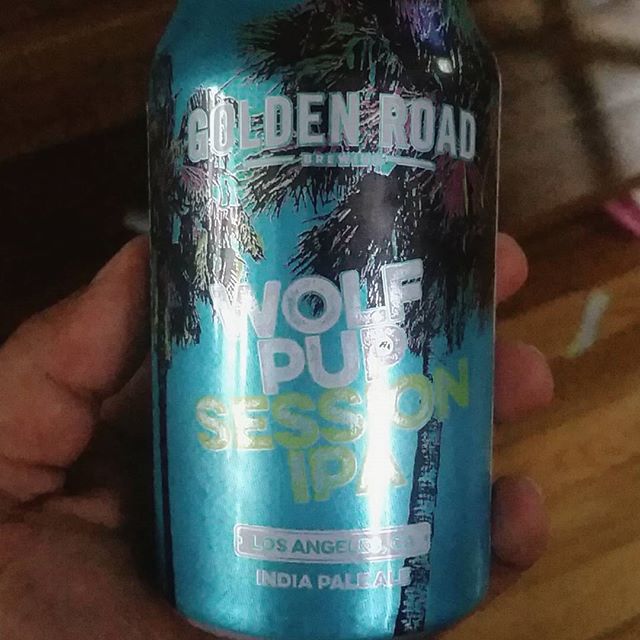 GOLDEN ROAD
BREWING
WOLF
PUP
SESSION
IPA
LOS ANGELES, CA
INDIA PALE ALE